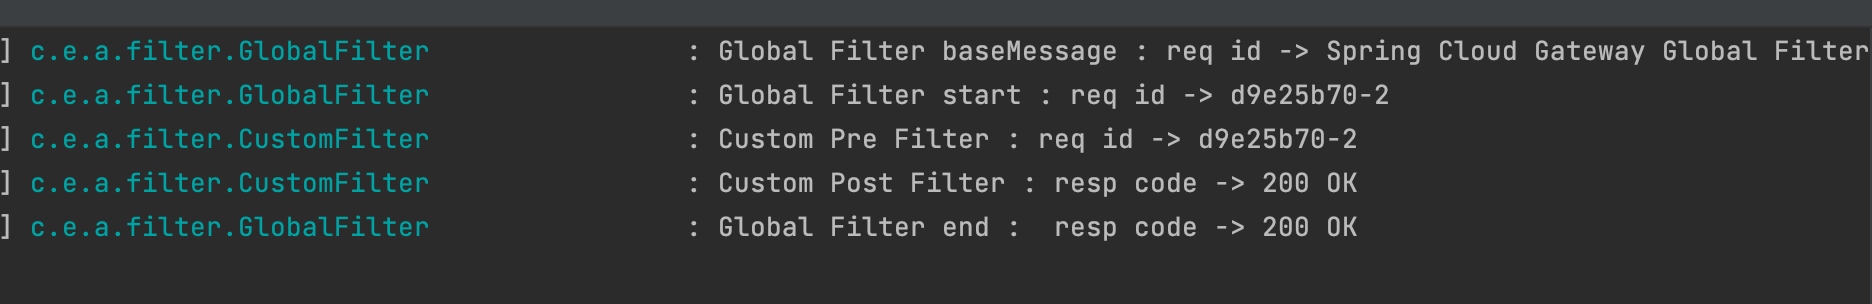 ] c.e.a.filter.GlobalFilter : Global Filter baseMessage : req id -> Spring Cloud Gateway Global Filter
] c.e.a.filter.GlobalFilter : Global Filter start : req id -> d9e25b70-2
] c.e.a.filter.CustomFilter : Custom Pre Filter : req id -> d9e25b70-2
] c.e.a.filter.CustomFilter : Custom Post Filter : resp code -> 200 OK
] c.e.a.filter.GlobalFilter : Global Filter end :  resp code -> 200 OK